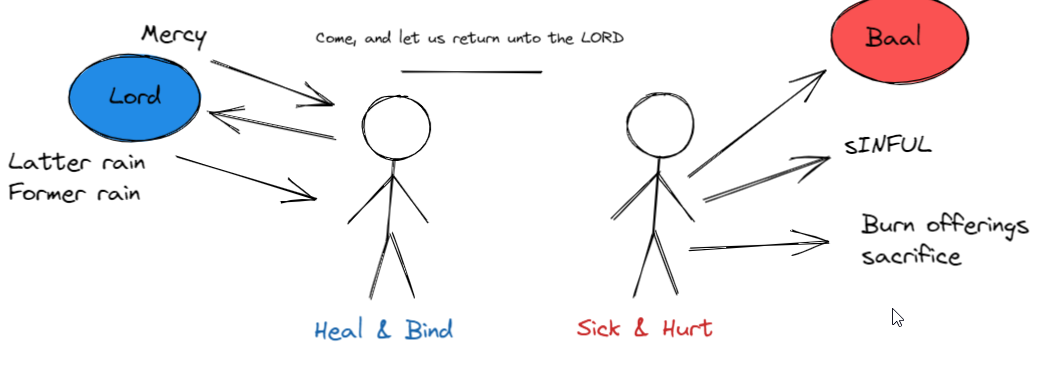 Mercy
Come, and let us return unto the LORD
Baal
Lord
sINFUL
Latter rain
Former rain
Burn offerings
sacrifice
Heal & Bind
Sick & Hurt